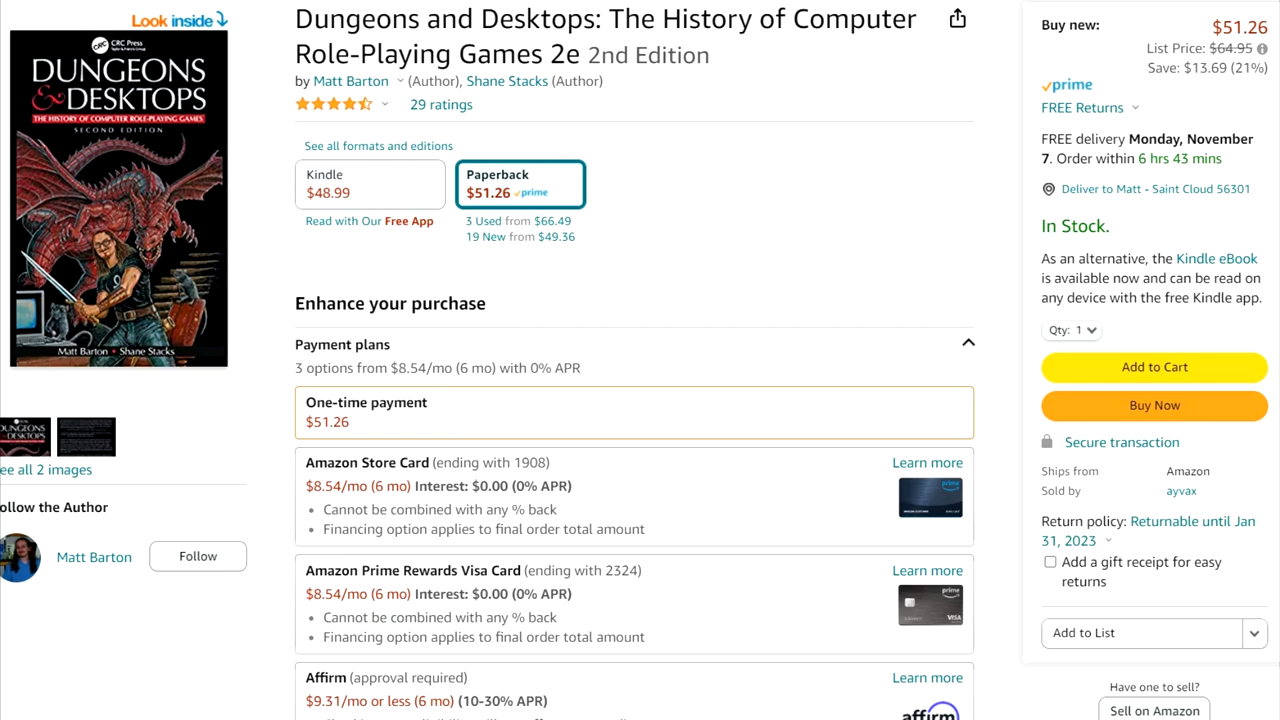 Look inside
CRC Press
Taylor & Francis Group
DUNGEONS
& DESKTOPS
THE HISTORY OF COMPUTER ROLE-PLAYING GAMES
SECOND EDITION
Matt Barton • Shane Stacks
ee all 2 images
ollow the Author
Matt Barton
Follow
Dungeons and Desktops: The History of Computer
Role-Playing Games 2e 2nd Edition
by Matt Barton (Author), Shane Stacks (Author)
29 ratings
See all formats and editions
Kindle
$48.99
Read with Our Free App
Paperback
$51.26 prime
3 Used from $66.49
19 New from $49.36
Enhance your purchase
Payment plans
3 options from $8.54/mo (6 mo) with 0% APR
One-time payment
$51.26
Amazon Store Card (ending with 1908)
Learn more
$8.54/mo (6 mo) Interest: $0.00 (0% APR)
• Cannot be combined with any % back
• Financing option applies to final order total amount
prime
Amazon Prime Rewards Visa Card (ending with 2324)
Learn more
$8.54/mo (6 mo) Interest: $0.00 (0% APR)
• Cannot be combined with any % back
• Financing option applies to final order total amount
prime
VISA
Affirm (approval required)
Learn more
$9.31/mo or less (6 mo) (10-30% APR)
affirm
Buy new:
$51.26
List Price: $64.95
Save: $13.69 (21%)
prime
FREE Returns
FREE delivery Monday, November
7. Order within 6 hrs 43 mins
Deliver to Matt - Saint Cloud 56301
In Stock.
As an alternative, the Kindle eBook
is available now and can be read on
any device with the free Kindle app.
Qty: 1
Add to Cart
Buy Now
Secure transaction
Ships from Amazon
Sold by ayvax
Return policy: Returnable until Jan
31, 2023
Add a gift receipt for easy
returns
Add to List
Have one to sell?
Sell on Amazon